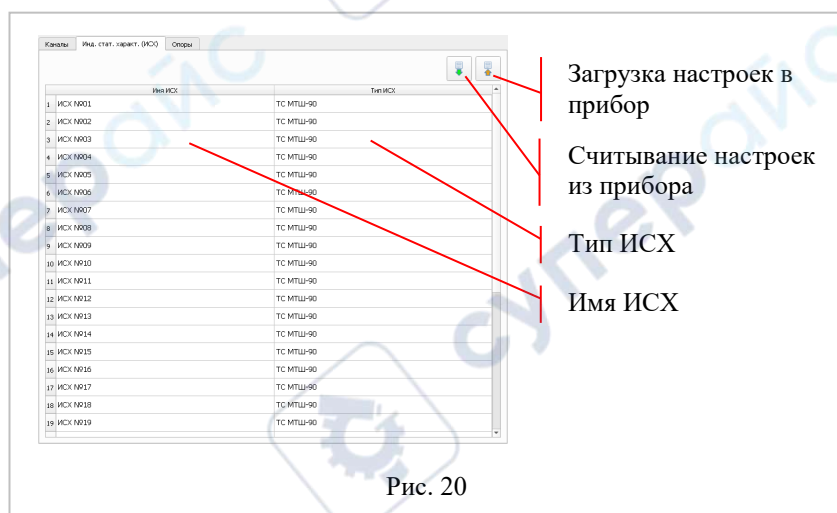 Каналы Инд. стат. характ. (ИСХ) Опоры
Имя ИСХ Тип ИСХ
1 ИСХ №01 ТС МТШ-90
2 ИСХ №02 ТС МТШ-90
3 ИСХ №03 ТС МТШ-90
4 ИСХ №04 ТС МТШ-90
5 ИСХ №05 ТС МТШ-90
6 ИСХ №06 ТС МТШ-90
7 ИСХ №07 ТС МТШ-90
8 ИСХ №08 ТС МТШ-90
9 ИСХ №09 ТС МТШ-90
10 ИСХ №10 ТС МТШ-90
11 ИСХ №11 ТС МТШ-90
12 ИСХ №12 ТС МТШ-90
13 ИСХ №13 ТС МТШ-90
14 ИСХ №14 ТС МТШ-90
15 ИСХ №15 ТС МТШ-90
16 ИСХ №16 ТС МТШ-90
17 ИСХ №17 ТС МТШ-90
18 ИСХ №18 ТС МТШ-90
19 ИСХ №19 ТС МТШ-90
Загрузка настроек в
прибор
Считывание настроек
из прибора
Тип ИСХ
Имя ИСХ
Рис. 20
суперайс